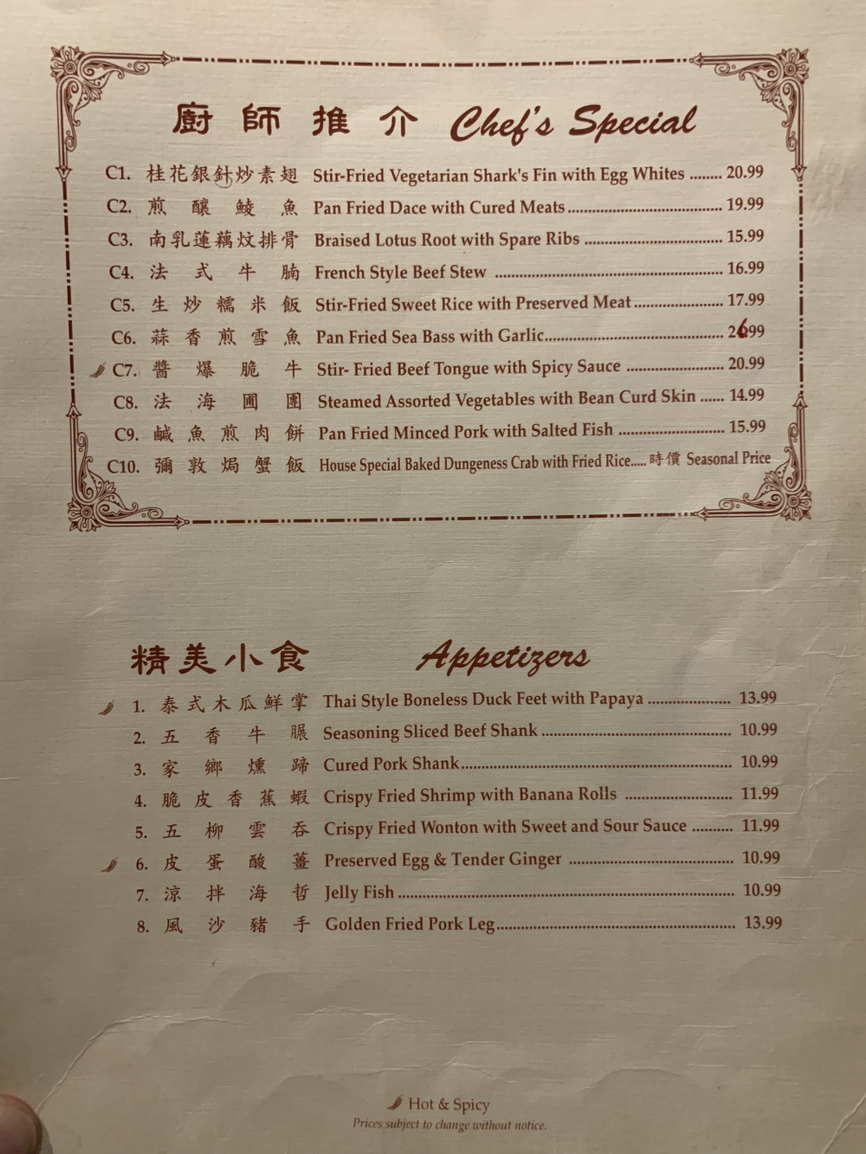 廚師推介 Chef's Special
C1. 桂花銀針炒素翅 Stir-Fried Vegetarian Shark's Fin with Egg Whites ........ 20.99
C2. 煎釀鯪魚 Pan Fried Dace with Cured Meats ........ 19.99
C3. 南乳蓮藕炆排骨 Braised Lotus Root with Spare Ribs ........ 15.99
C4. 法式牛腩 French Style Beef Stew ........ 16.99
C5. 生炒糯米飯 Stir-Fried Sweet Rice with Preserved Meat ........ 17.99
C6. 蒜香煎雪魚 Pan Fried Sea Bass with Garlic ........ 26.99
C7. 醬爆脆牛 Stir- Fried Beef Tongue with Spicy Sauce ........ 20.99
C8. 法海圃團 Steamed Assorted Vegetables with Bean Curd Skin ...... 14.99
C9. 鹹魚煎肉餅 Pan Fried Minced Pork with Salted Fish ........ 15.99
C10. 彌敦焗蟹飯 House Special Baked Dungeness Crab with Fried Rice..... 時價 Seasonal Price
精美小食 Appetizers
1. 泰式木瓜鮮掌 Thai Style Boneless Duck Feet with Papaya ........ 13.99
2. 五香牛𦟌 Seasoning Sliced Beef Shank ........ 10.99
3. 家鄉燻蹄 Cured Pork Shank ........ 10.99
4. 脆皮香蕉蝦 Crispy Fried Shrimp with Banana Rolls ........ 11.99
5. 五柳雲吞 Crispy Fried Wonton with Sweet and Sour Sauce .......... 11.99
6. 皮蛋酸薑 Preserved Egg & Tender Ginger ........ 10.99
7. 涼拌海哲 Jelly Fish ........ 10.99
8. 風沙豬手 Golden Fried Pork Leg ........ 13.99
Hot & Spicy
Prices subject to change without notice.